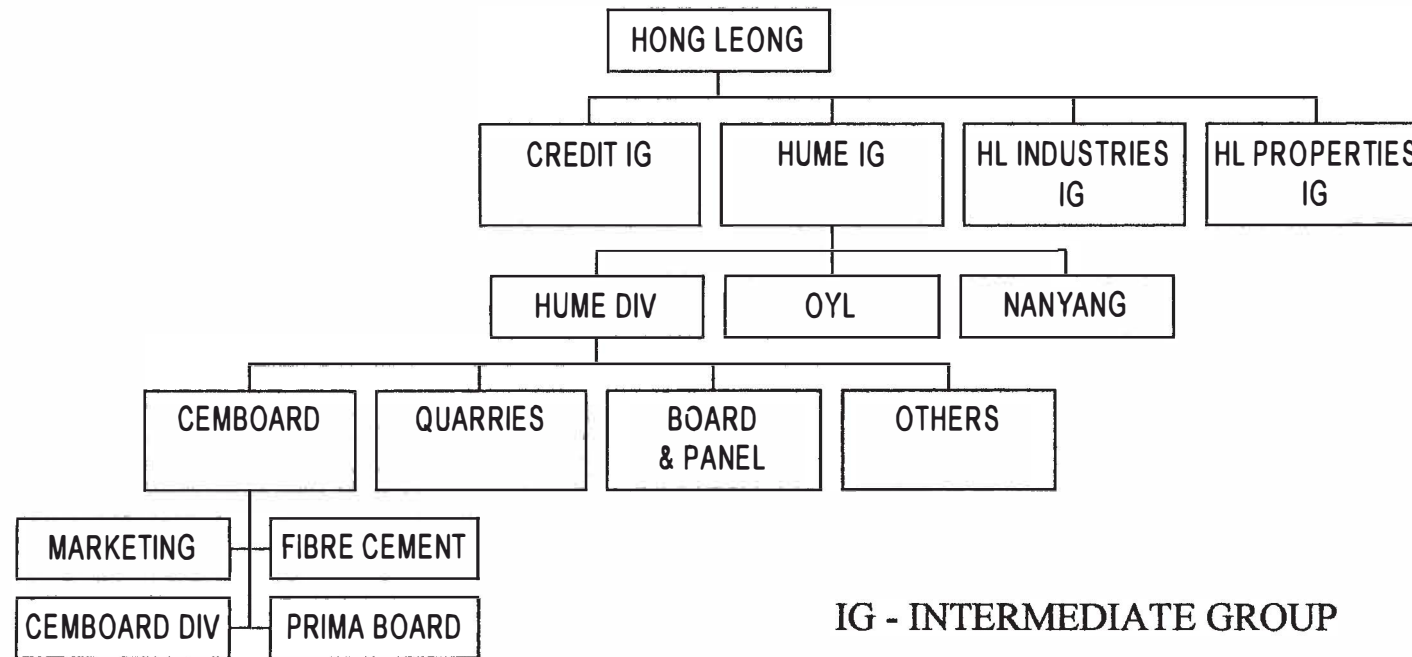 HONG LEONG
CREDIT IG
HUME IG
HL INDUSTRIES
IG
HL PROPERTIES
IG
HUME DIV
OYL
NANYANG
CEMBOARD
QUARRIES
BOARD
& PANEL
OTHERS
MARKETING
FIBRE CEMENT
CEMBOARD DIV
PRIMA BOARD
IG - INTERMEDIATE GROUP